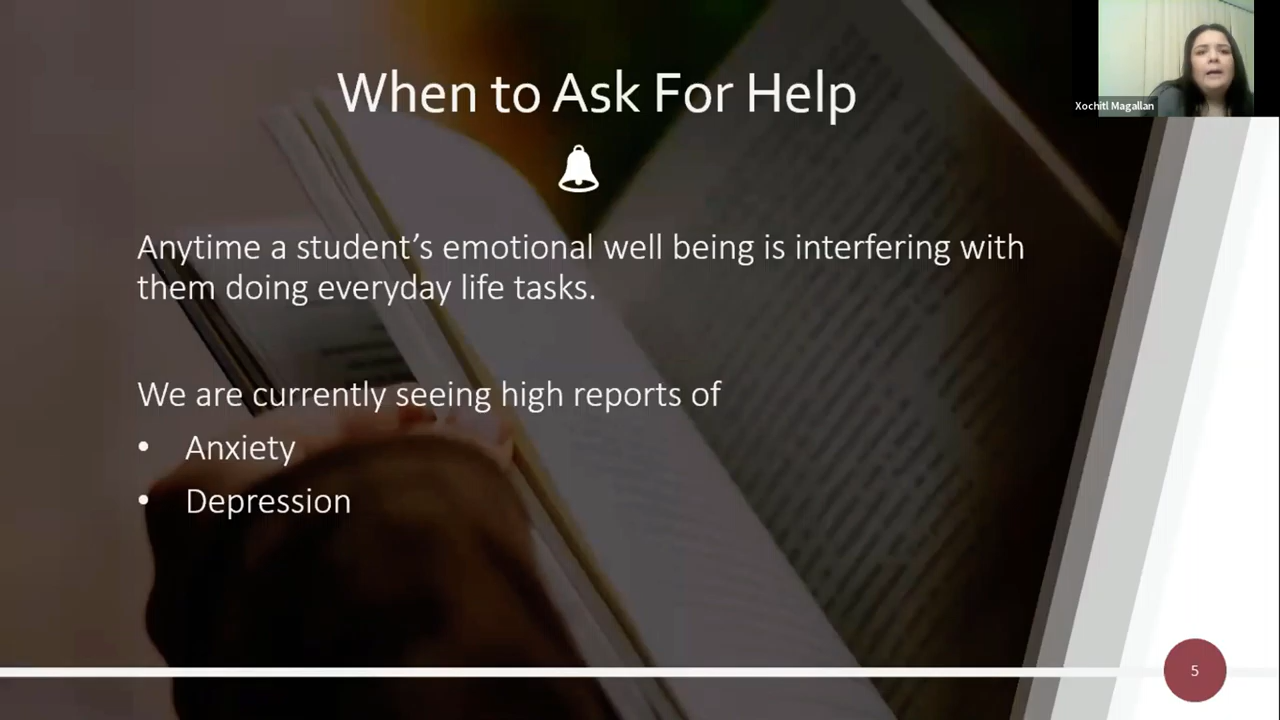 When to Ask For Help
Xochitl Magallan
Anytime a student’s emotional well being is interfering with
them doing everyday life tasks.
We are currently seeing high reports of
• Anxiety
• Depression
5